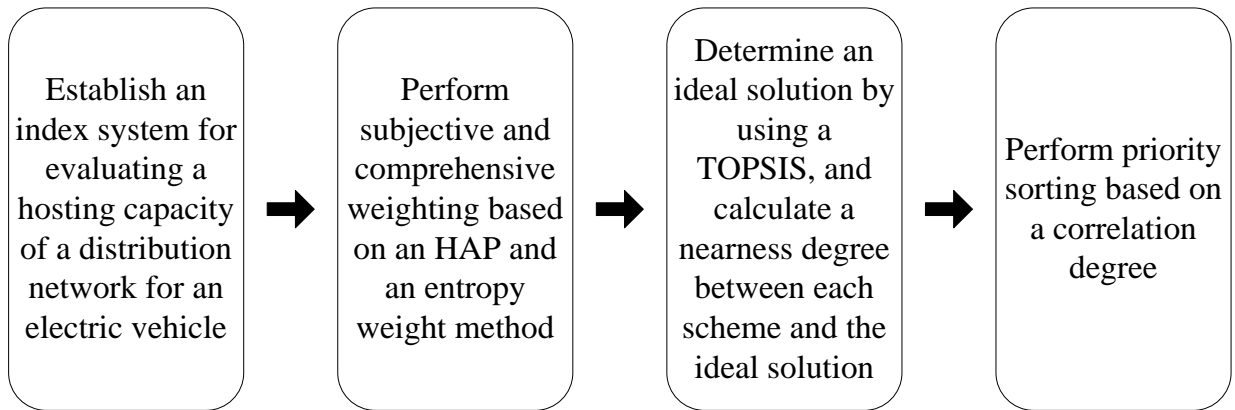 Establish an
index system for
evaluating a
hosting capacity
of a distribution
network for an
electric vehicle
Perform
subjective and
comprehensive
weighting based
on an HAP and
an entropy
weight method
Determine an
ideal solution by
using a
TOPSIS, and
calculate a
nearness degree
between each
scheme and the
ideal solution
Perform priority
sorting based on
a correlation
degree